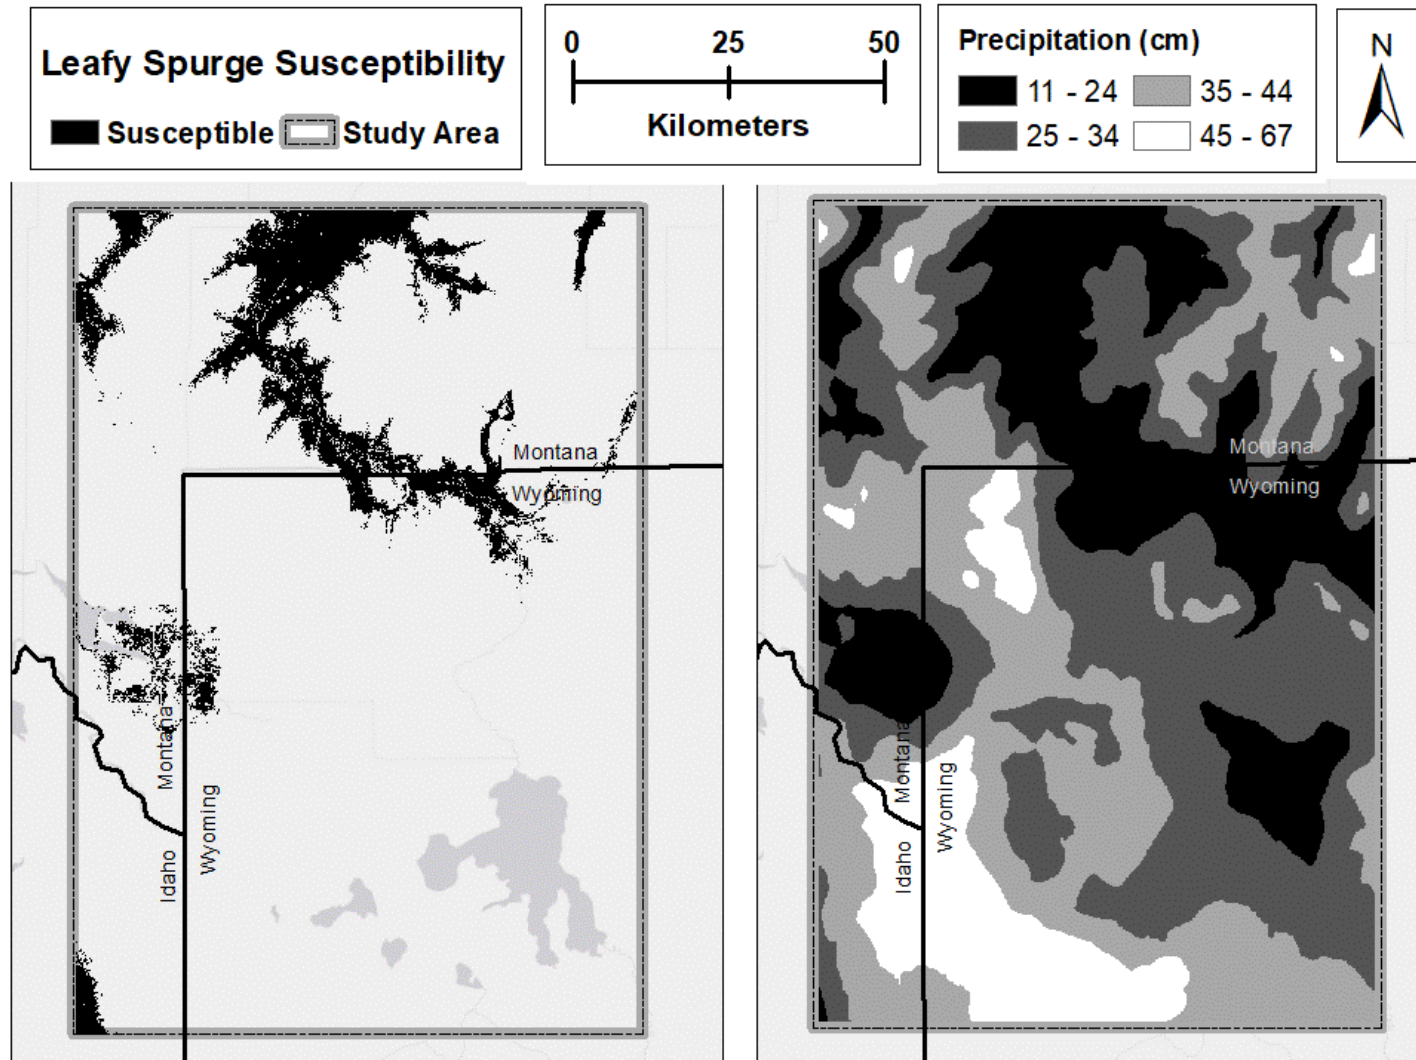 Leafy Spurge Susceptibility
Susceptible Study Area
0 25 50
Kilometers
Precipitation (cm)
11 - 24 35 - 44
25 - 34 45 - 67
N
Montana
Wyoming
Montana
Wyoming
Idaho
Montana
Wyoming
Montana
Wyoming
Idaho